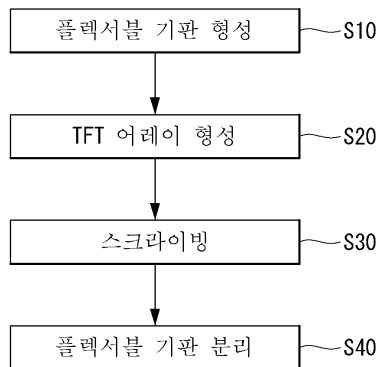 플렉서블 기판 형성 S10
TFT 어레이 형성 S20
스크라이빙 S30
플렉서블 기판 분리 S40